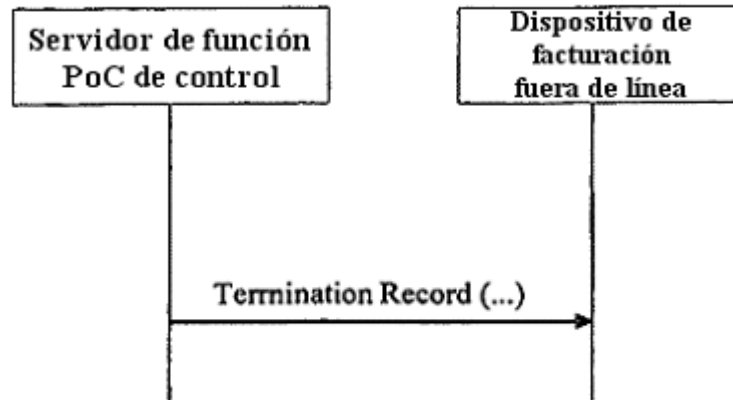 Servidor de función
PoC de control
Dispositivo de
facturación
fuera de línea
Termination Record (...)